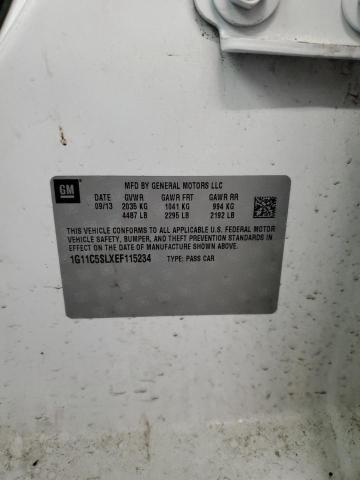 GM
MFD BY GENERAL MOTORS LLC
DATE GVWR GAWR FRT GAWR RR
09/13 2035 KG 1041 KG 994 KG
4487 LB 2295 LB 2192 LB
THIS VEHICLE CONFORMS TO ALL APPLICABLE U.S. FEDERAL MOTOR
VEHICLE SAFETY, BUMPER, AND THEFT PREVENTION STANDARDS IN
EFFECT ON THE DATE OF MANUFACTURE SHOWN ABOVE.
1G11C5SLXEF115234 TYPE: PASS CAR